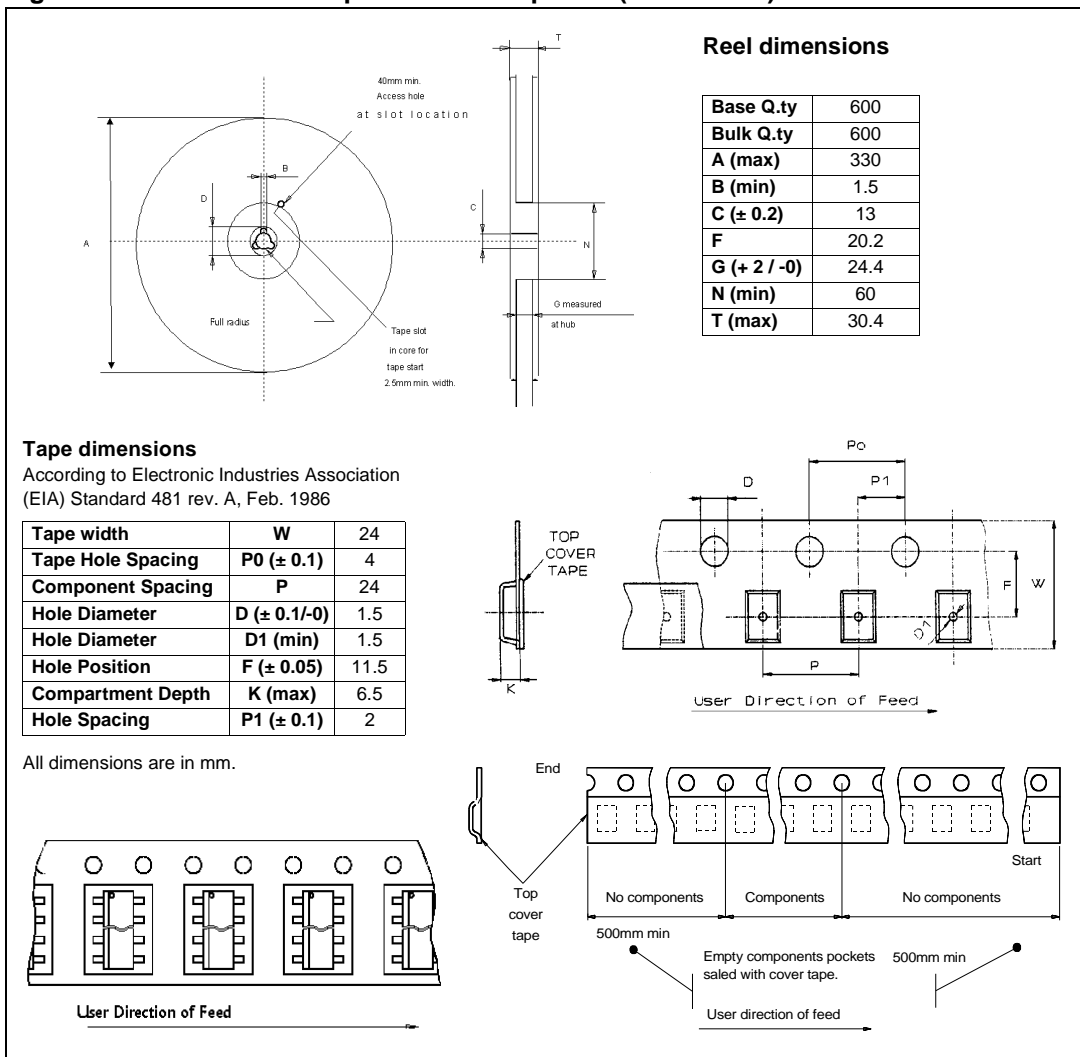 T
Reel dimensions
40mm min.
Access hole
at slot location
B
D
C
A
N
G measured
at hub
Full radius
Tape slot
in core for
tape start
2.5mm min. width.
Base Q.ty 600
Bulk Q.ty 600
A (max) 330
B (min) 1.5
C (± 0.2) 13
F 20.2
G (+ 2 / -0) 24.4
N (min) 60
T (max) 30.4
Tape dimensions
According to Electronic Industries Association
(EIA) Standard 481 rev. A, Feb. 1986
Tape width W 24
Tape Hole Spacing P0 (± 0.1) 4
Component Spacing P 24
Hole Diameter D (± 0.1/-0) 1.5
Hole Diameter D1 (min) 1.5
Hole Position F (± 0.05) 11.5
Compartment Depth K (max) 6.5
Hole Spacing P1 (± 0.1) 2
All dimensions are in mm.
Po
D
P1
TOP
COVER
TAPE
F
W
D1
K
P
User Direction of Feed
End
Start
Top
cover
tape
No components
Components
No components
500mm min
Empty components pockets
saled with cover tape.
500mm min
User direction of feed
User Direction of Feed